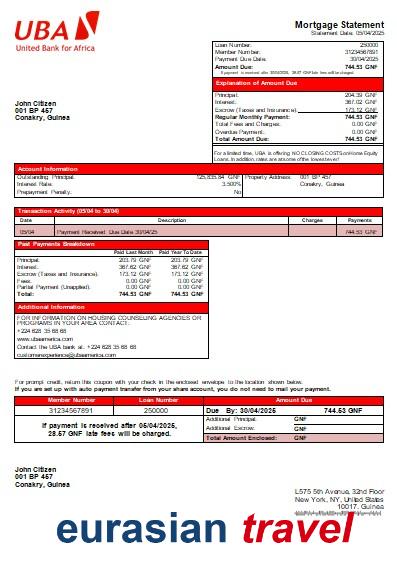 UBA
United Bank for Africa
Mortgage Statement
Statement Date: 05/04/2025
Loan Number: 250000
Member Number: 31234567891
Payment Due Date: 30/04/2025
Amount Due: 744.53 GNF
If payment is received after 30/04/2025, 28.57 GNF late fees will be charged.
Explanation of Amount Due
Principal: 204.39 GNF
Interest: 367.02 GNF
Escrow (Taxes and Insurance): 173.12 GNF
Regular Monthly Payment: 744.53 GNF
Total Fees and Charges: 0.00 GNF
Overdue Payment: 0.00 GNF
Total Amount Due: 744.53 GNF
For a limited time, UBA is offering NO CLOSING COSTS on Home Equity
Loans. In addition, rates are at some of the lowest ever!
John Citizen
001 BP 457
Conakry, Guinea
Account Information
Outstanding Principal: 125,835.84 GNF
Interest Rate: 3.500%
Prepayment Penalty: No
Property Address: 001 BP 457
Conakry, Guinea
Transaction Activity (05/04 to 30/04)
Date Description Charges Payments
05/04 Payment Received Due Date 30/04/25 744.53 GNF
Past Payments Breakdown
Paid Last Month Paid Year To Date
Principal: 203.79 GNF 203.79 GNF
Interest: 367.62 GNF 367.62 GNF
Escrow (Taxes and Insurance): 173.12 GNF 173.12 GNF
Fees: 0.00 GNF 0.00 GNF
Partial Payment (Unapplied): 0.00 GNF 0.00 GNF
Total: 744.53 GNF 744.53 GNF
Additional Information
FOR INFORMATION ON HOUSING COUNSELING AGENCIES OR
PROGRAMS IN YOUR AREA CONTACT:
+224 628 35 68 68
www.ubaamerica.com
Contact the UBA bank at: +224 628 35 68 68
customerexperience@ubaamerica.com
For prompt credit, return this coupon with your check in the enclosed envelope to the location shown below.
If you are set up with auto payment transfer from your share account, you do not need to mail your payment.
Member Number Loan Number Amount Due
31234567891 250000 Due By: 30/04/2025 744.53 GNF
If payment is received after 05/04/2025,
28.57 GNF late fees will be charged.
Additional Principal: GNF
Additional Escrow: GNF
Total Amount Enclosed: GNF
John Citizen
001 BP 457
Conakry, Guinea
L575 5th Avenue, 32nd Floor
New York, NY, United States
10017. Guinea
eurasian travel